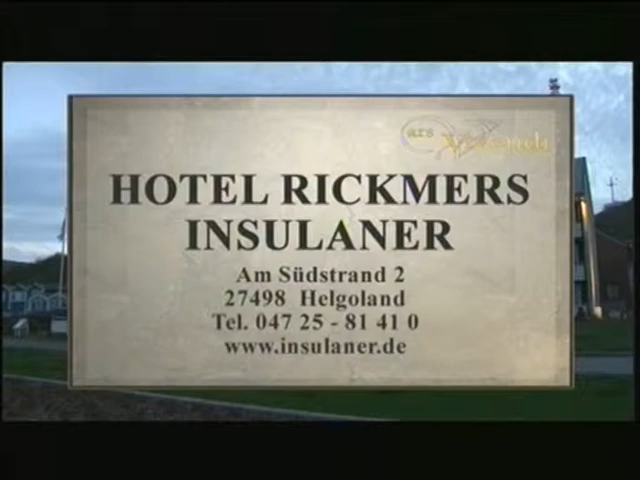 HOTEL RICKMERS
INSULANER
Am Südstrand 2
27498 Helgoland
Tel. 047 25 - 81 41 0
www.insulaner.de